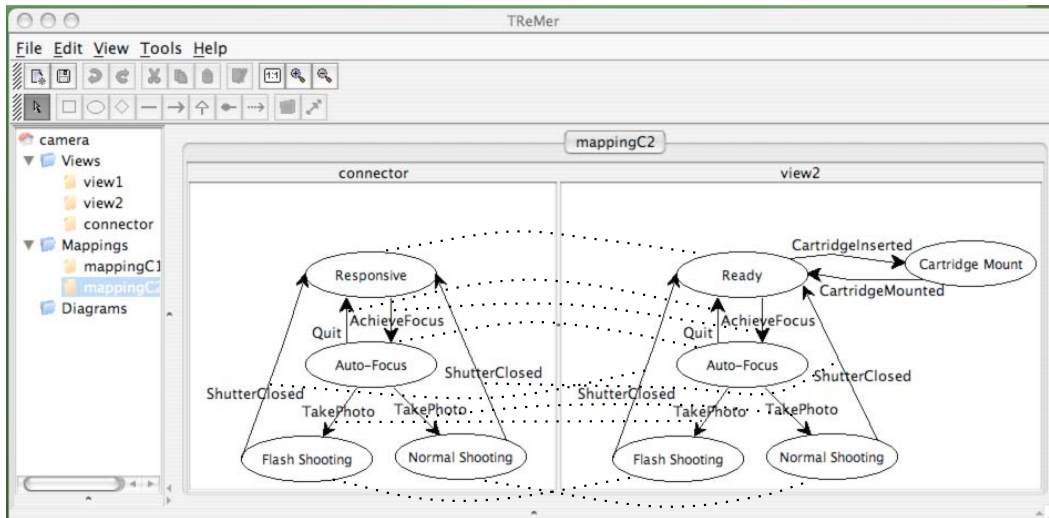 TReMer
File Edit View Tools Help
1:1
camera
Views
view1
view2
connector
Mappings
mappingC1
mappingC2
Diagrams
mappingC2
connector
view2
Responsive
AchieveFocus
Quit
Auto-Focus
ShutterClosed
ShutterClosed
TakePhoto
TakePhoto
Flash Shooting
Normal Shooting
CartridgeInserted
Ready
Cartridge Mount
CartridgeMounted
AchieveFocus
Quit
Auto-Focus
ShutterClosed
ShutterClosed
TakePhoto
TakePhoto
Flash Shooting
Normal Shooting